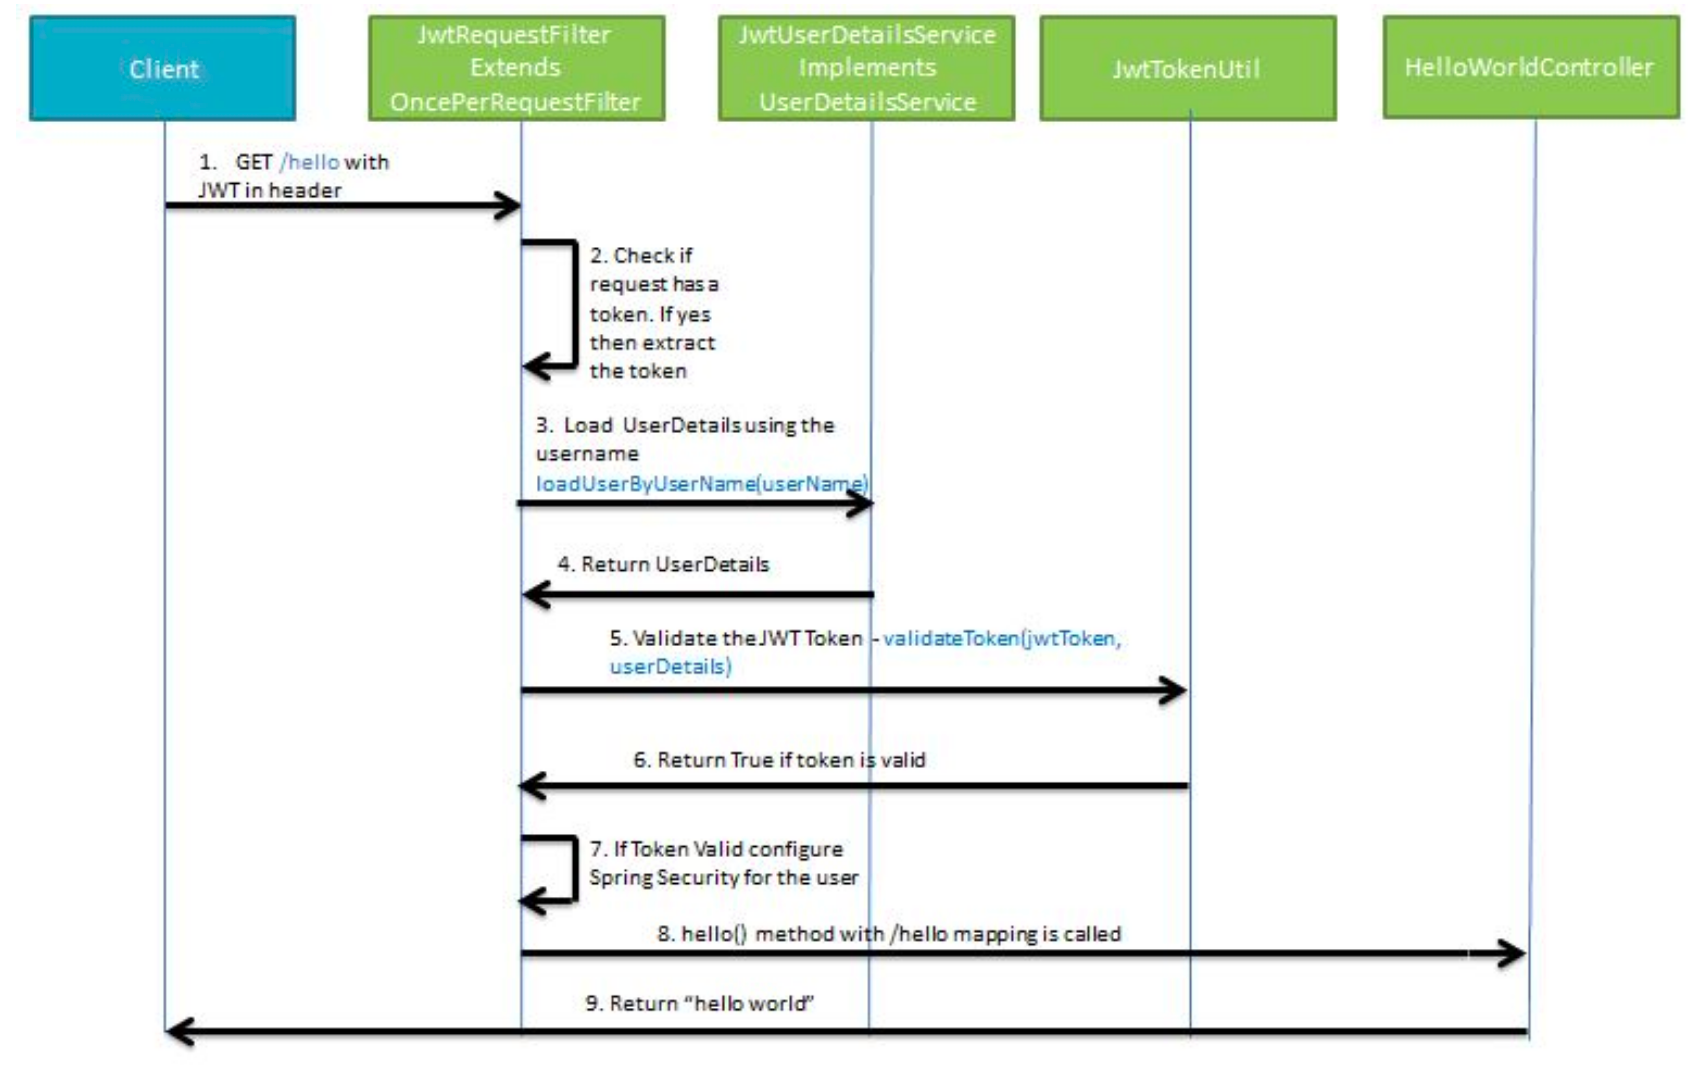 Client
JwtRequestFilter
Extends
OncePerRequestFilter
JwtUserDetailsService
Implements
UserDetailsService
JwtTokenUtil
HelloWorldController
1. GET /hello with
JWT in header
2. Check if
request has a
token. If yes
then extract
the token
3. Load UserDetails using the
username
loadUserByUserName(userName)
4. Return UserDetails
5. Validate the JWT Token - validateToken(jwtToken,
userDetails)
6. Return True if token is valid
7. If Token Valid configure
Spring Security for the user
8. hello() method with /hello mapping is called
9. Return “hello world”